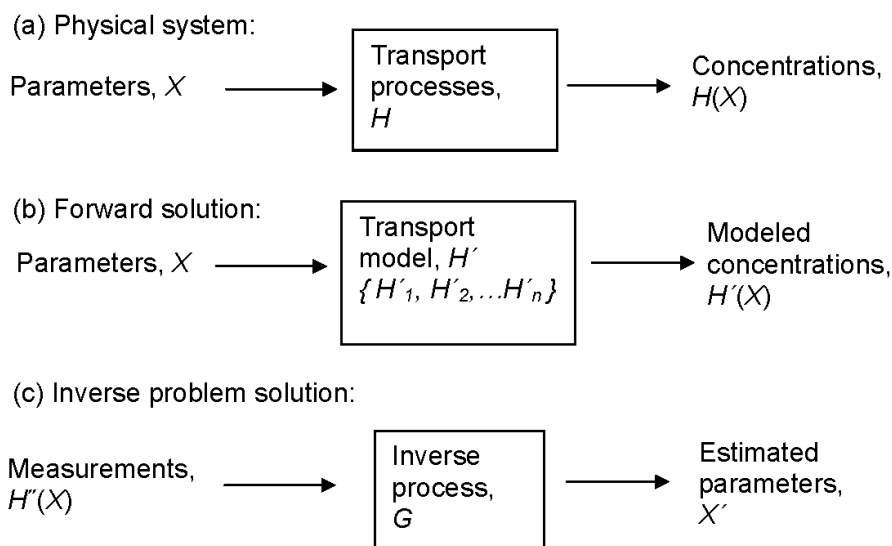 (a) Physical system:
Parameters, X
Transport
processes,
H
Concentrations,
H(X)
(b) Forward solution:
Parameters, X
Transport
model, H´
{H´1, H´2,…H´n}
Modeled
concentrations,
H´(X)
(c) Inverse problem solution:
Measurements,
H˝(X)
Inverse
process,
G
Estimated
parameters,
X´